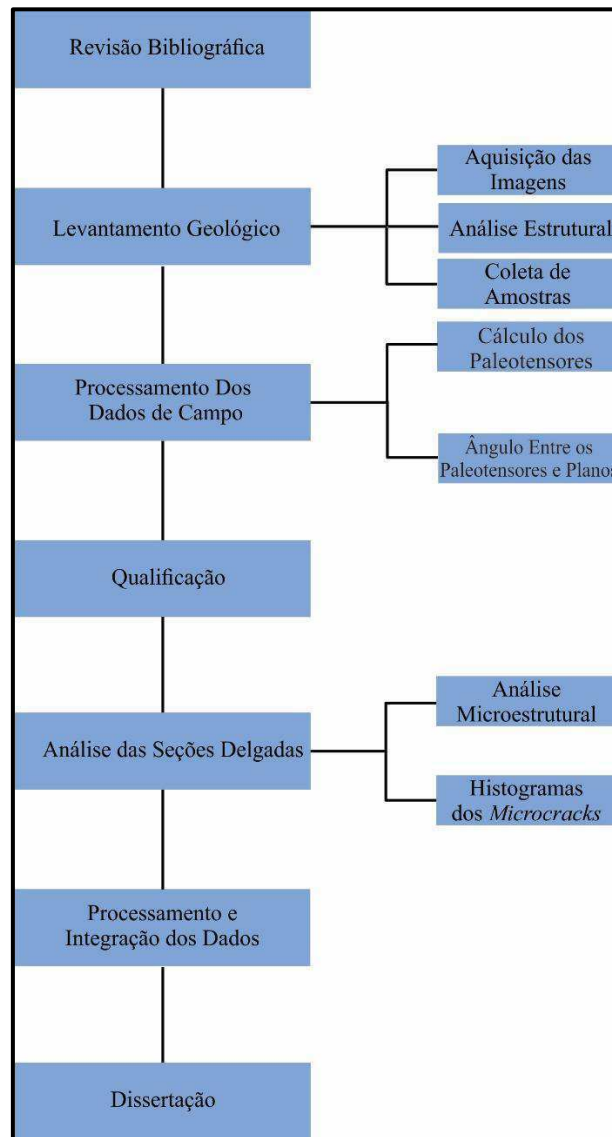 Revisão Bibliográfica
Levantamento Geológico
Aquisição das
Imagens
Análise Estrutural
Coleta de
Amostras
Processamento Dos
Dados de Campo
Cálculo dos
Paleotensores
Ângulo Entre os
Paleotensores e Planos
Qualificação
Análise das Seções Delgadas
Análise
Microestrutural
Histogramas
dos Microcracks
Processamento e
Integração dos Dados
Dissertação